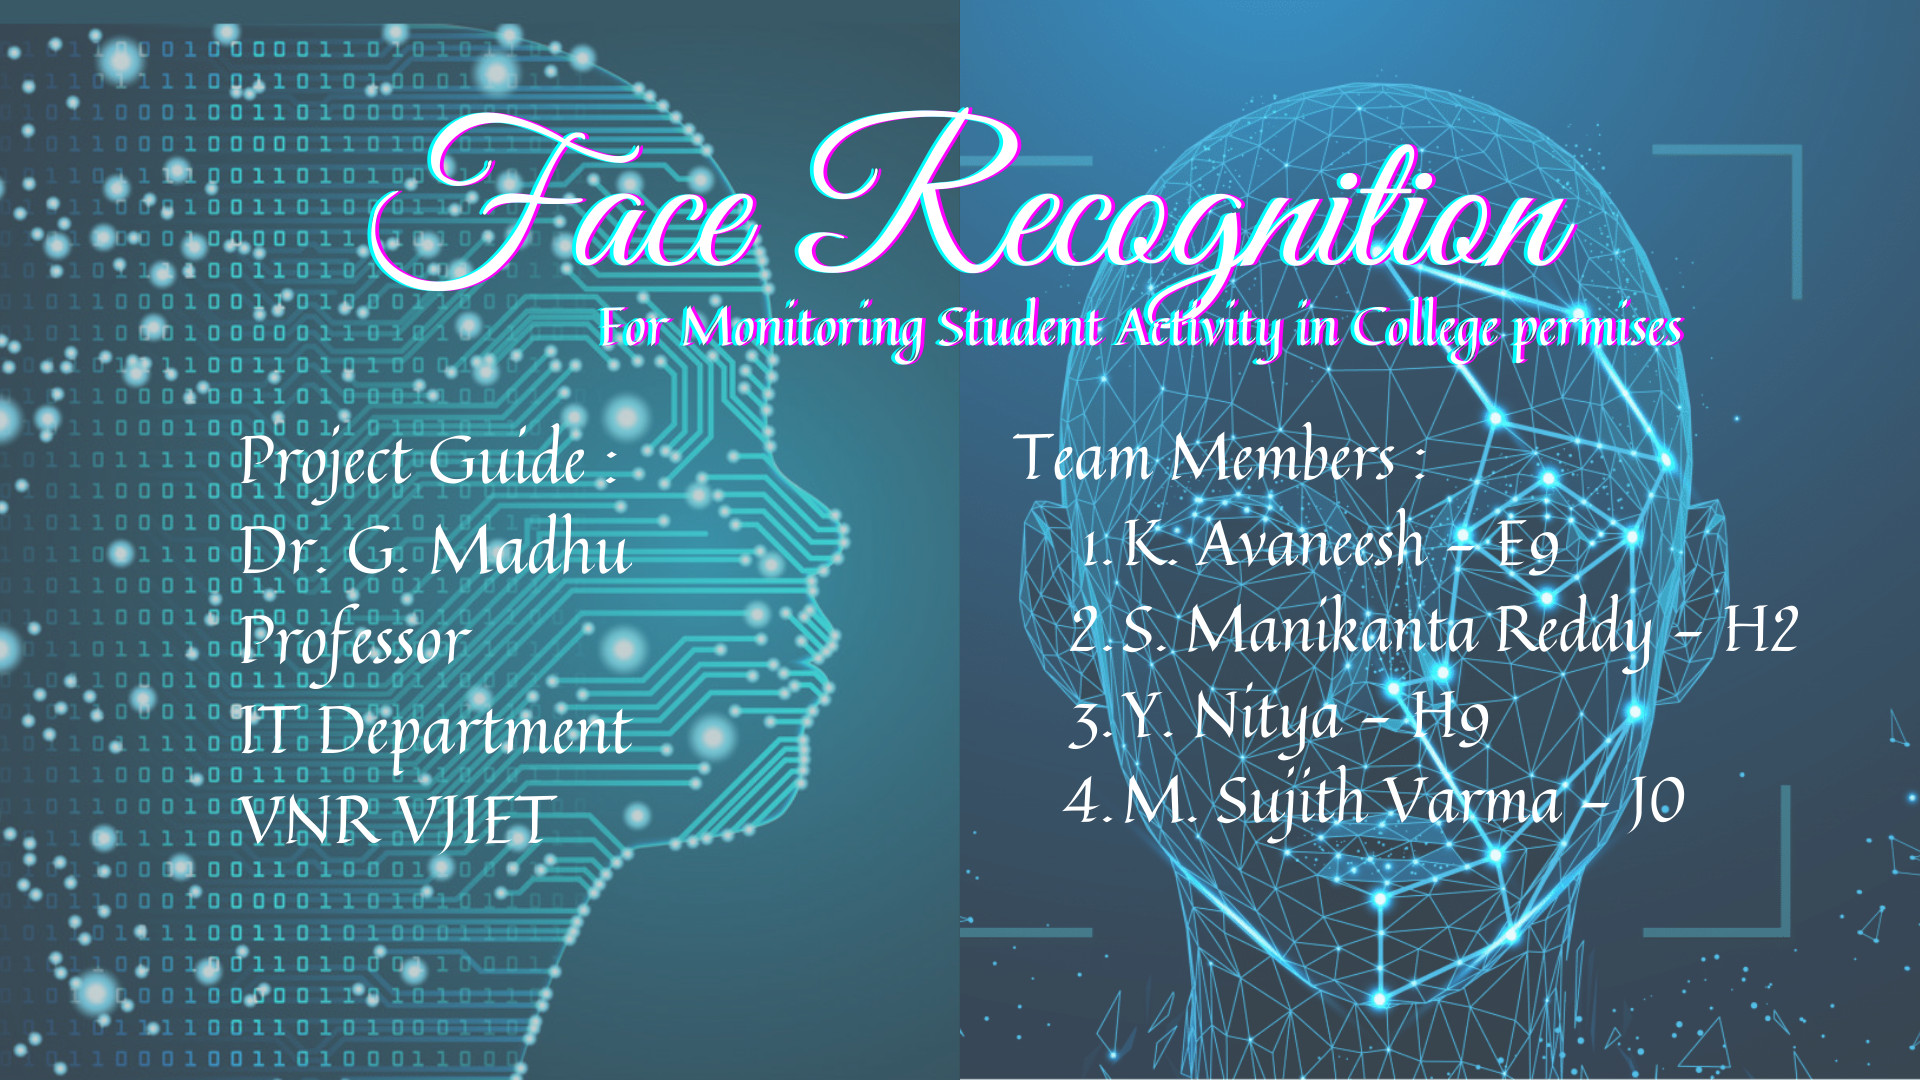 Face Recognition
For Monitoring Student Activity in College permises
Project Guide :
Dr. G. Madhu
Professor
IT Department
VNR VJIET
Team Members :
1. K. Avaneesh – E9
2. S. Manikanta Reddy – H2
3. Y. Nitya – H9
4. M. Sujith Varma – J0